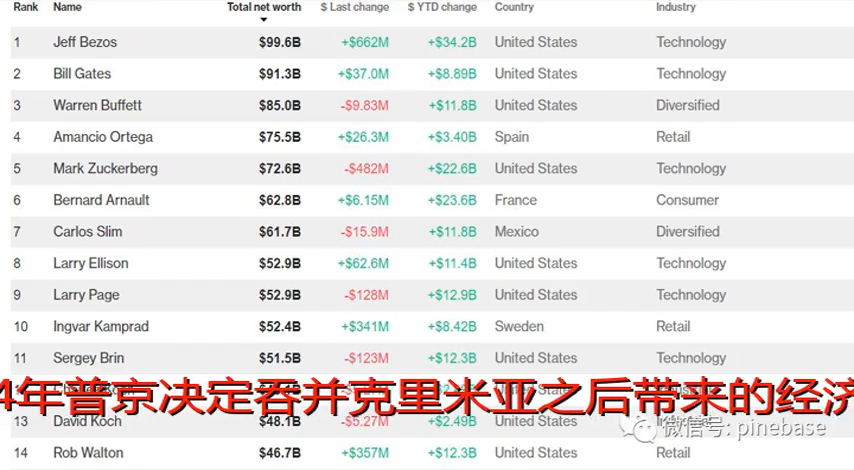 Rank Name Total net worth $ Last change $ YTD change Country Industry
1 Jeff Bezos $99.6B +$662M +$34.2B United States Technology
2 Bill Gates $91.3B +$37.0M +$8.89B United States Technology
3 Warren Buffett $85.0B -$9.83M +$11.8B United States Diversified
4 Amancio Ortega $75.5B +$26.3M +$3.40B Spain Retail
5 Mark Zuckerberg $72.6B -$482M +$22.6B United States Technology
6 Bernard Arnault $62.8B +$6.15M +$23.6B France Consumer
7 Carlos Slim $61.7B -$15.9M +$11.8B Mexico Diversified
8 Larry Ellison $52.9B +$62.6M +$11.4B United States Technology
9 Larry Page $52.9B -$128M +$12.9B United States Technology
10 Ingvar Kamprad $52.4B +$341M +$8.42B Sweden Retail
11 Sergey Brin $51.5B -$123M +$12.3B United States Technology
4年普京决定吞并克里米亚之后带来的经济
13 David Koch $48.1B -$5.27M +$2.49B United States
微信号: pinebase
14 Rob Walton $46.7B +$357M +$12.3B United States Retail